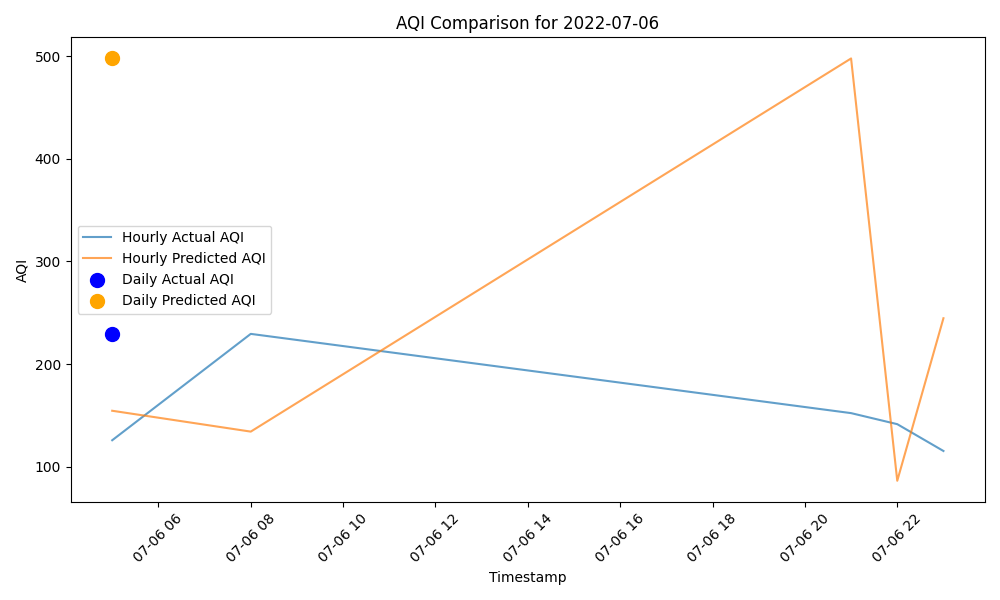 AQI Comparison for 2022-07-06
AQI
500
400
300
200
100
Hourly Actual AQI
Hourly Predicted AQI
Daily Actual AQI
Daily Predicted AQI
07-06 06
07-06 08
07-06 10
07-06 12
07-06 14
07-06 16
07-06 18
07-06 20
07-06 22
Timestamp